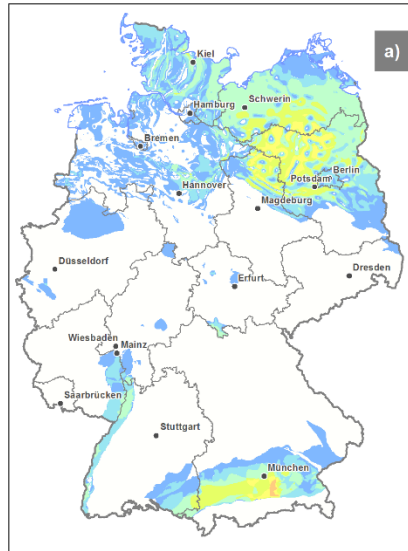 a)
Kiel
Hamburg
Schwerin
Bremen
Berlin
Hannover
Potsdam
Magdeburg
Düsseldorf
Erfurt
Dresden
Wiesbaden
Mainz
Saarbrücken
Stuttgart
München